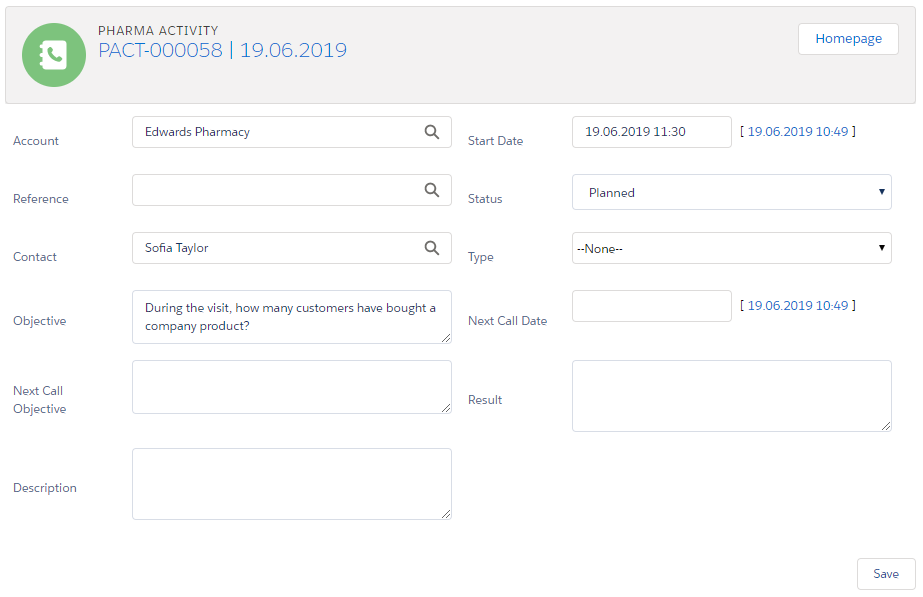 PHARMA ACTIVITY
PACT-000058 | 19.06.2019
Homepage
Account
Edwards Pharmacy
Start Date
19.06.2019 11:30
[ 19.06.2019 10:49 ]
Reference
Status
Planned
Contact
Sofia Taylor
Type
--None--
Objective
During the visit, how many customers have bought a
company product?
Next Call Date
[ 19.06.2019 10:49 ]
Next Call
Objective
Result
Description
Save